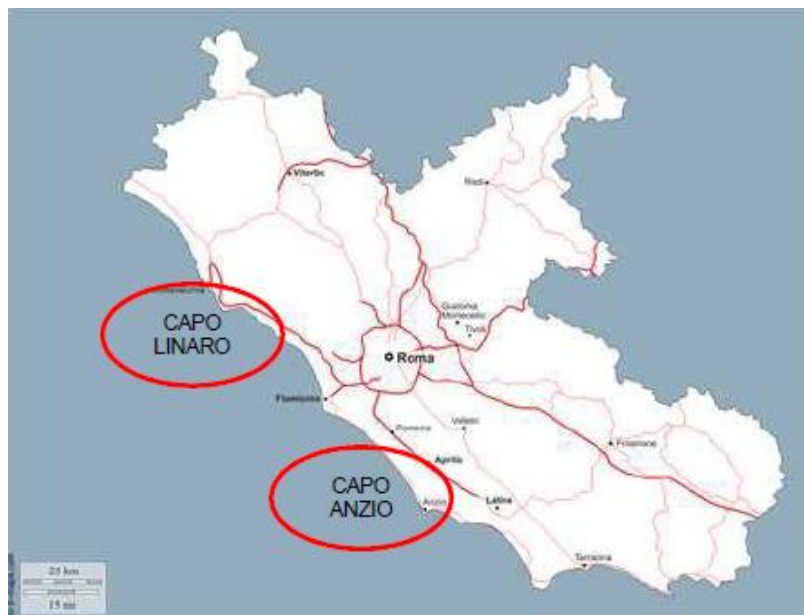 Viterbo
Rieti
CAPO
LINARO
Guidonia
Montecelio
Tivoli
Roma
Fiumicino
Pomezia
Velletri
Frosinone
Aprilia
CAPO
ANZIO
Anzio
Latina
Terracina
25 km
15 mi